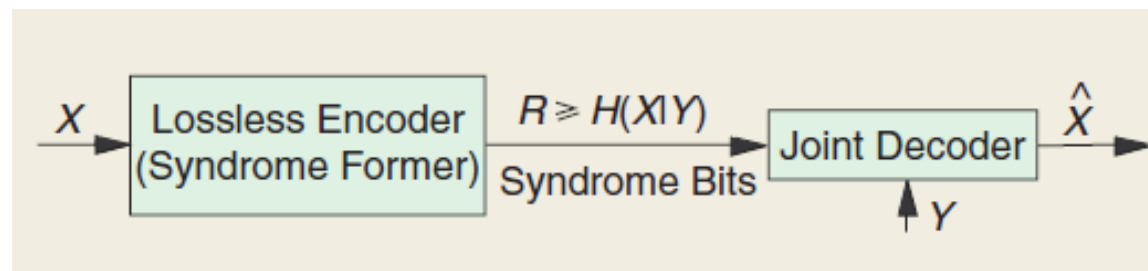 X
Lossless Encoder
(Syndrome Former)
R ⩾ H(X|Y)
Syndrome Bits
Joint Decoder
X̂
Y